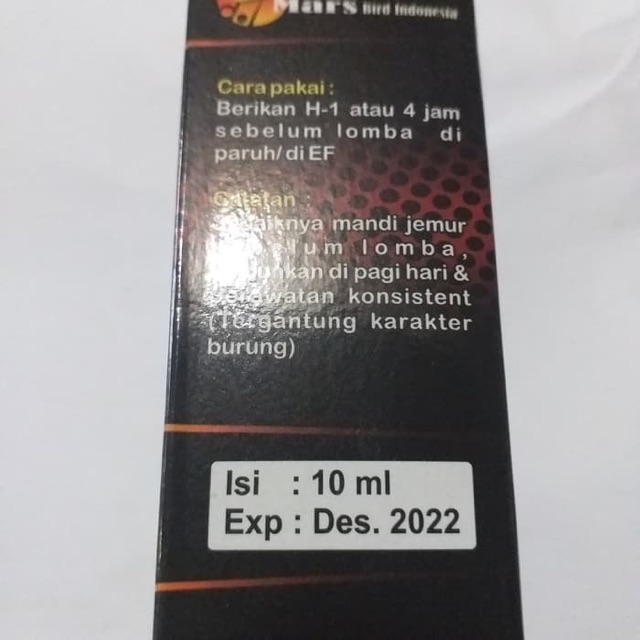 Mars Bird Indonesia
Cara pakai :
Berikan H-1 atau 4 jam
sebelum lomba di
paruh/ di EF
Catatan :
mandi jemur
lomba,
di pagi hari &
Perawatan konsistent
(Tergantung karakter
burung)
Isi : 10 ml
Exp : Des. 2022